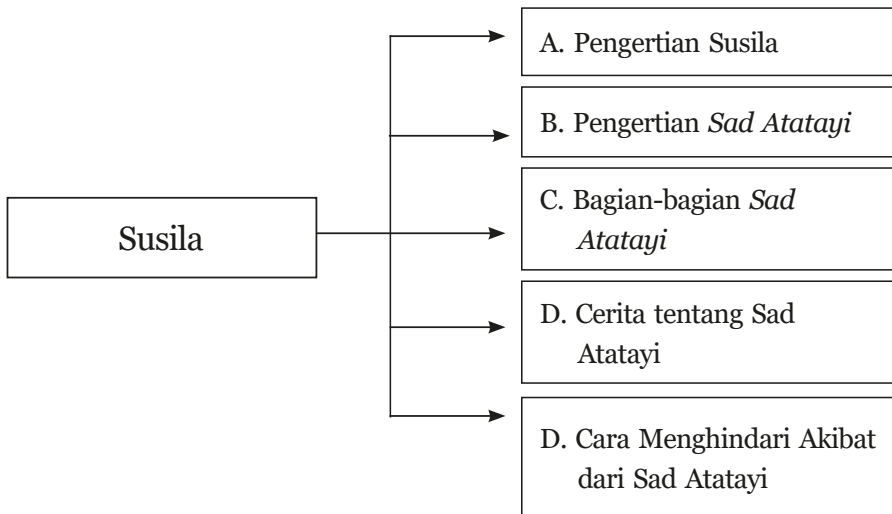 Susila
A. Pengertian Susila
B. Pengertian Sad Atatayi
C. Bagian-bagian Sad
Atatayi
D. Cerita tentang Sad
Atatayi
D. Cara Menghindari Akibat
dari Sad Atatayi